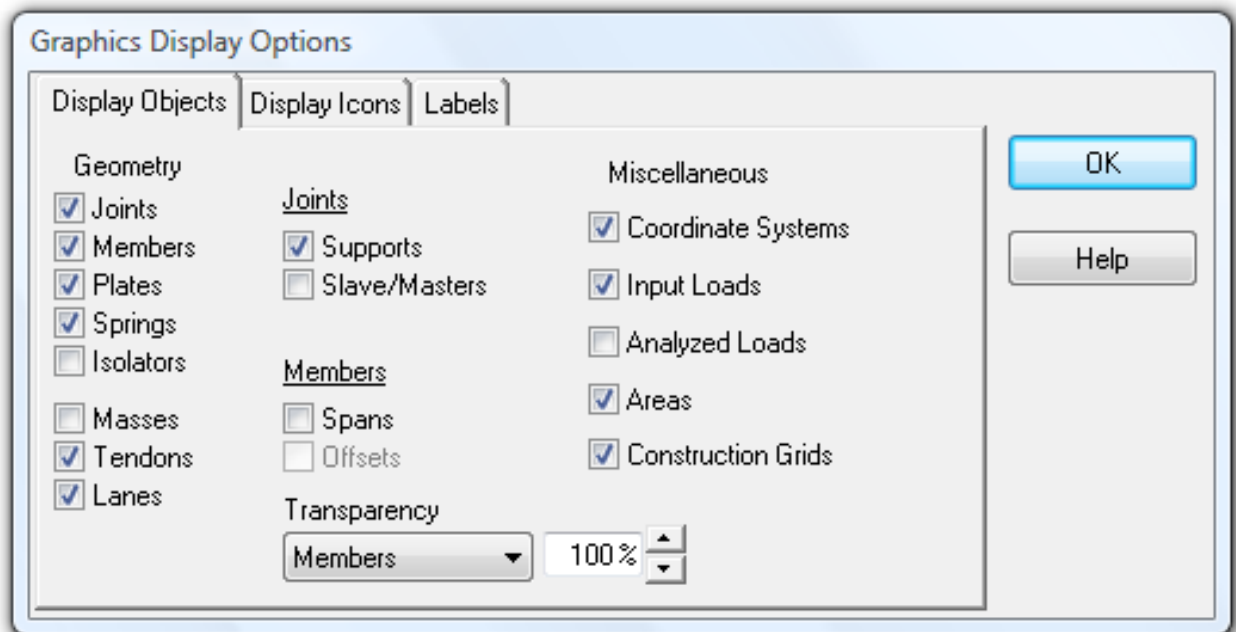 Graphics Display Options
Display Objects
Display Icons
Labels
Geometry
Joints
Members
Plates
Springs
Isolators
Masses
Tendons
Lanes
Joints
Supports
Slave/Masters
Members
Spans
Offsets
Transparency
Members
100%
Miscellaneous
Coordinate Systems
Input Loads
Analyzed Loads
Areas
Construction Grids
OK
Help